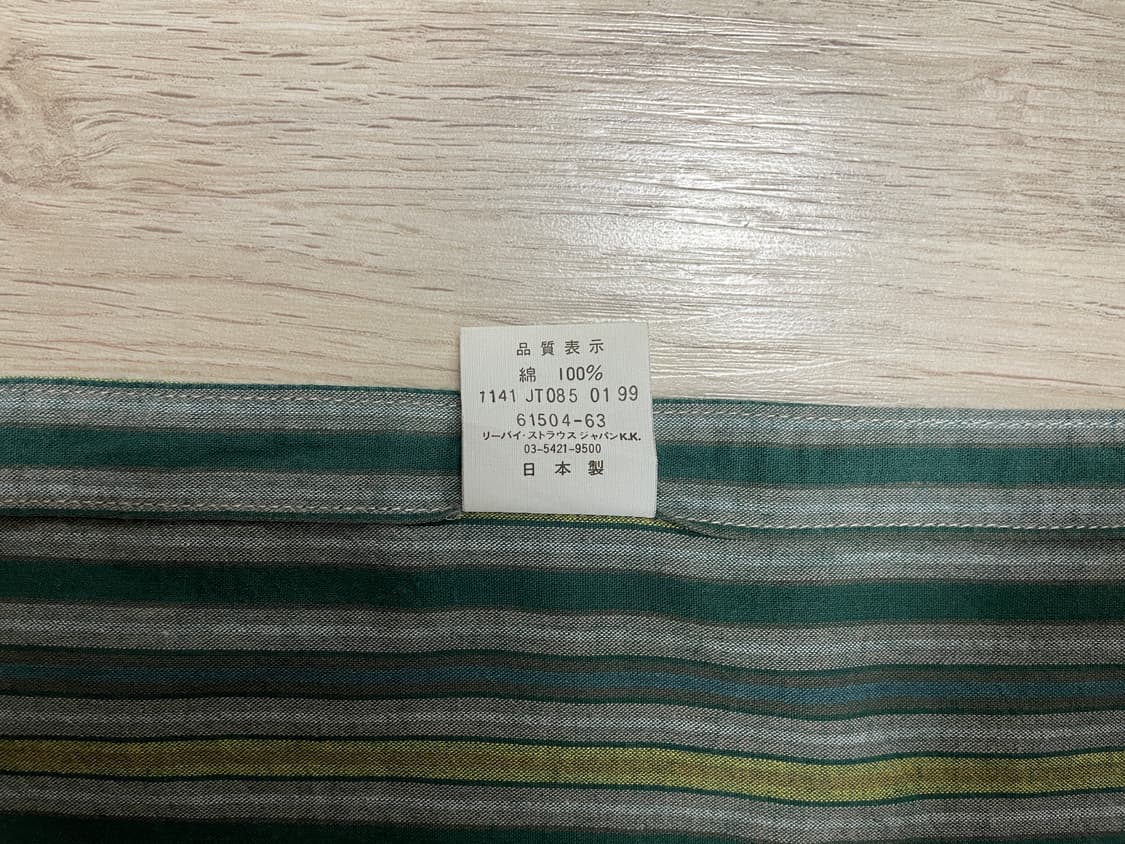 品質表示
綿 100%
1141 JT085 01 99
61504-63
リーバイ・ストラウス ジャパンK.K.
03-5421-9500
日本製